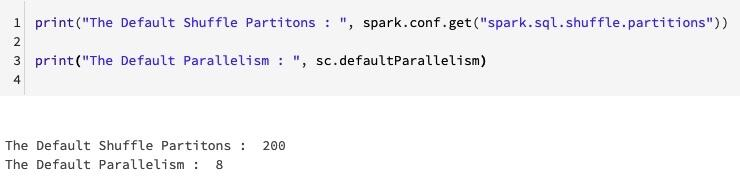 1 print("The Default Shuffle Partitons : ", spark.conf.get("spark.sql.shuffle.partitions"))
2
3 print("The Default Parallelism : ", sc.defaultParallelism)
4
The Default Shuffle Partitons :  200
The Default Parallelism :  8